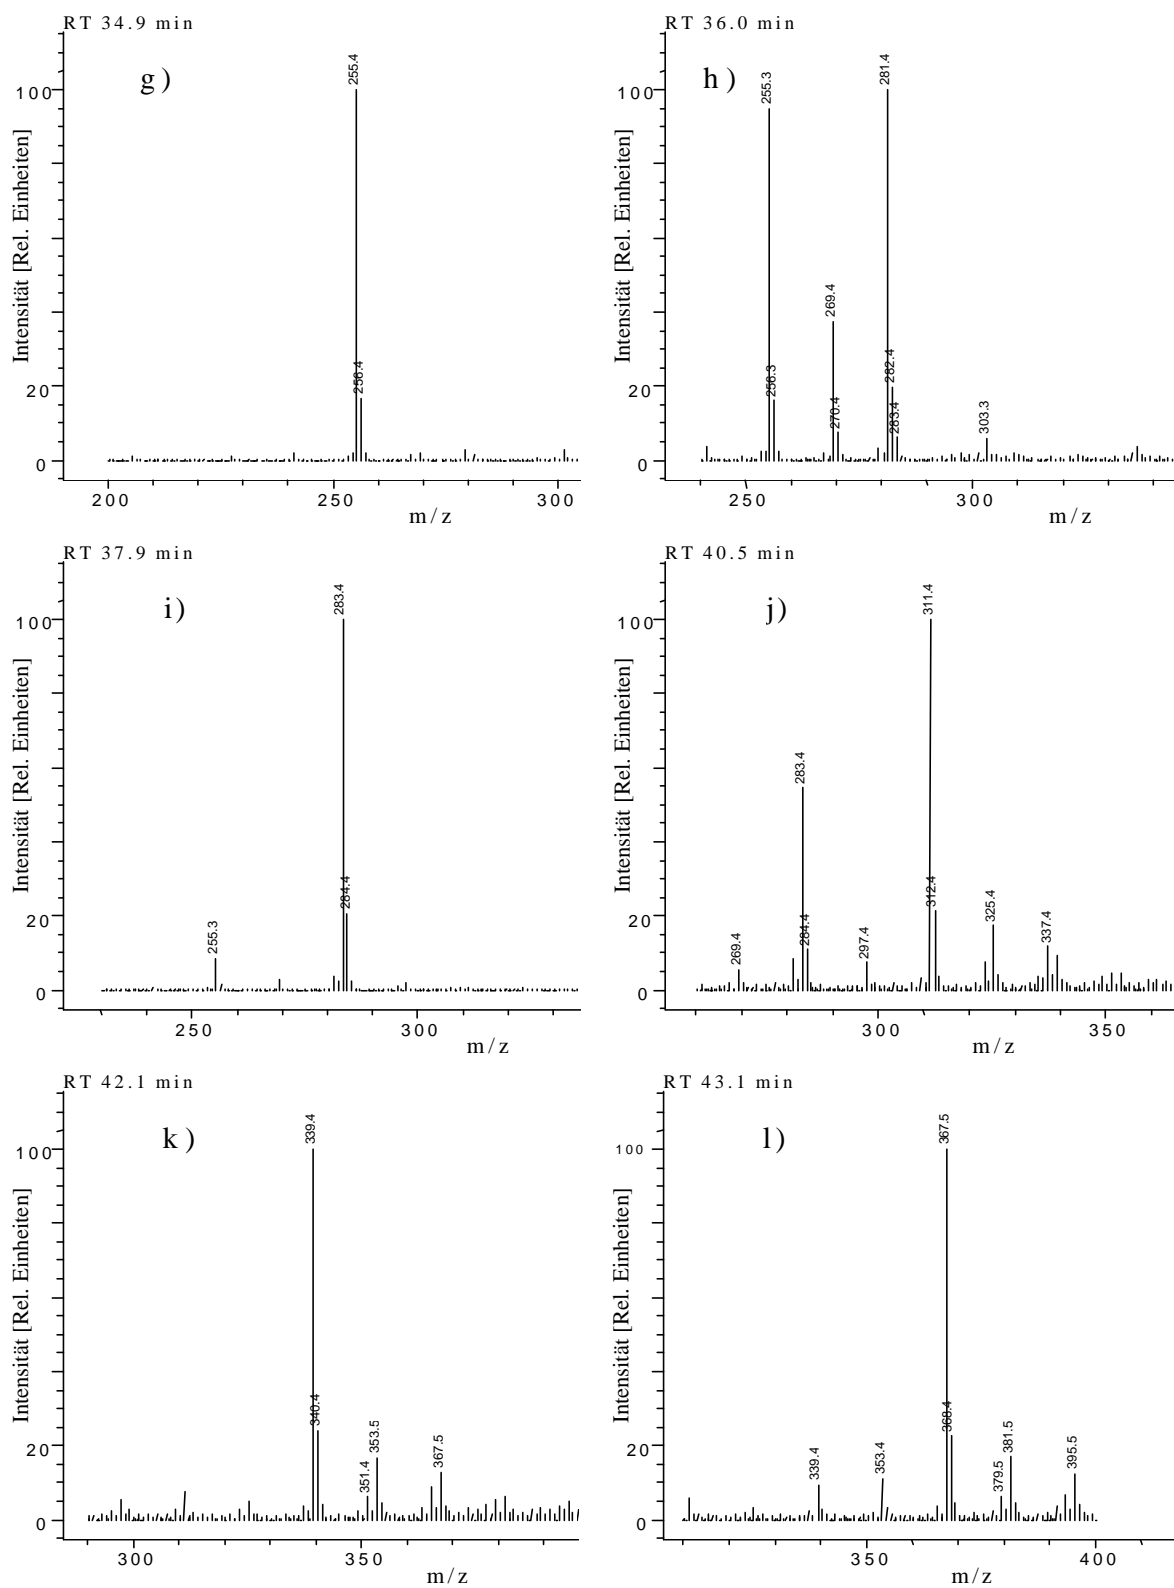 RT 34.9 min
g)
Intensität [Rel. Einheiten]
100
20
0
255.4
256.4
200
250
300
m/z
RT 36.0 min
h)
Intensität [Rel. Einheiten]
100
20
0
255.3
256.3
269.4
270.4
281.4
282.4
283.4
303.3
250
300
m/z
RT 37.9 min
i)
Intensität [Rel. Einheiten]
100
20
0
255.3
283.4
284.4
250
300
m/z
RT 40.5 min
j)
Intensität [Rel. Einheiten]
100
20
0
269.4
283.4
284.4
297.4
311.4
312.4
325.4
337.4
300
350
m/z
RT 42.1 min
k)
Intensität [Rel. Einheiten]
100
20
0
339.4
340.4
351.4
353.5
367.5
300
350
m/z
RT 43.1 min
l)
Intensität [Rel. Einheiten]
100
20
0
339.4
353.4
367.5
368.4
379.5
381.5
395.5
350
400
m/z